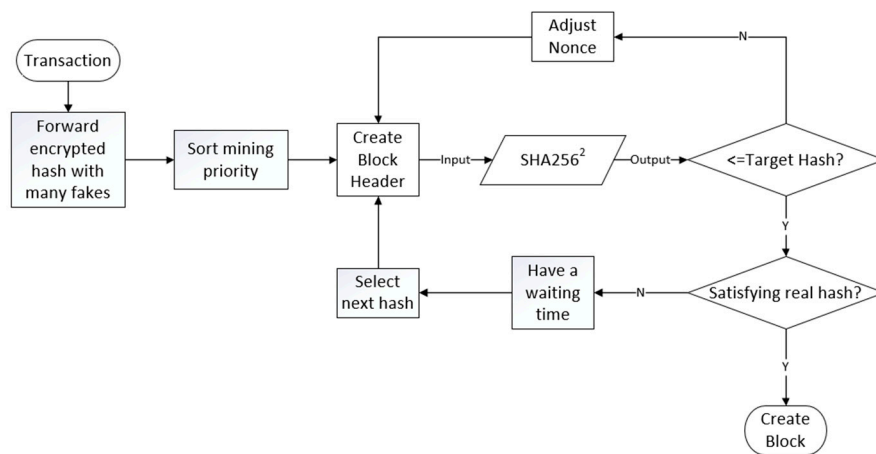 Transaction
Forward
encrypted
hash with
many fakes
Sort mining
priority
Create
Block
Header
Input
SHA256²
Output
<=Target Hash?
N
Adjust
Nonce
Y
Satisfying real hash?
N
Have a
waiting
time
Select
next hash
Y
Create
Block